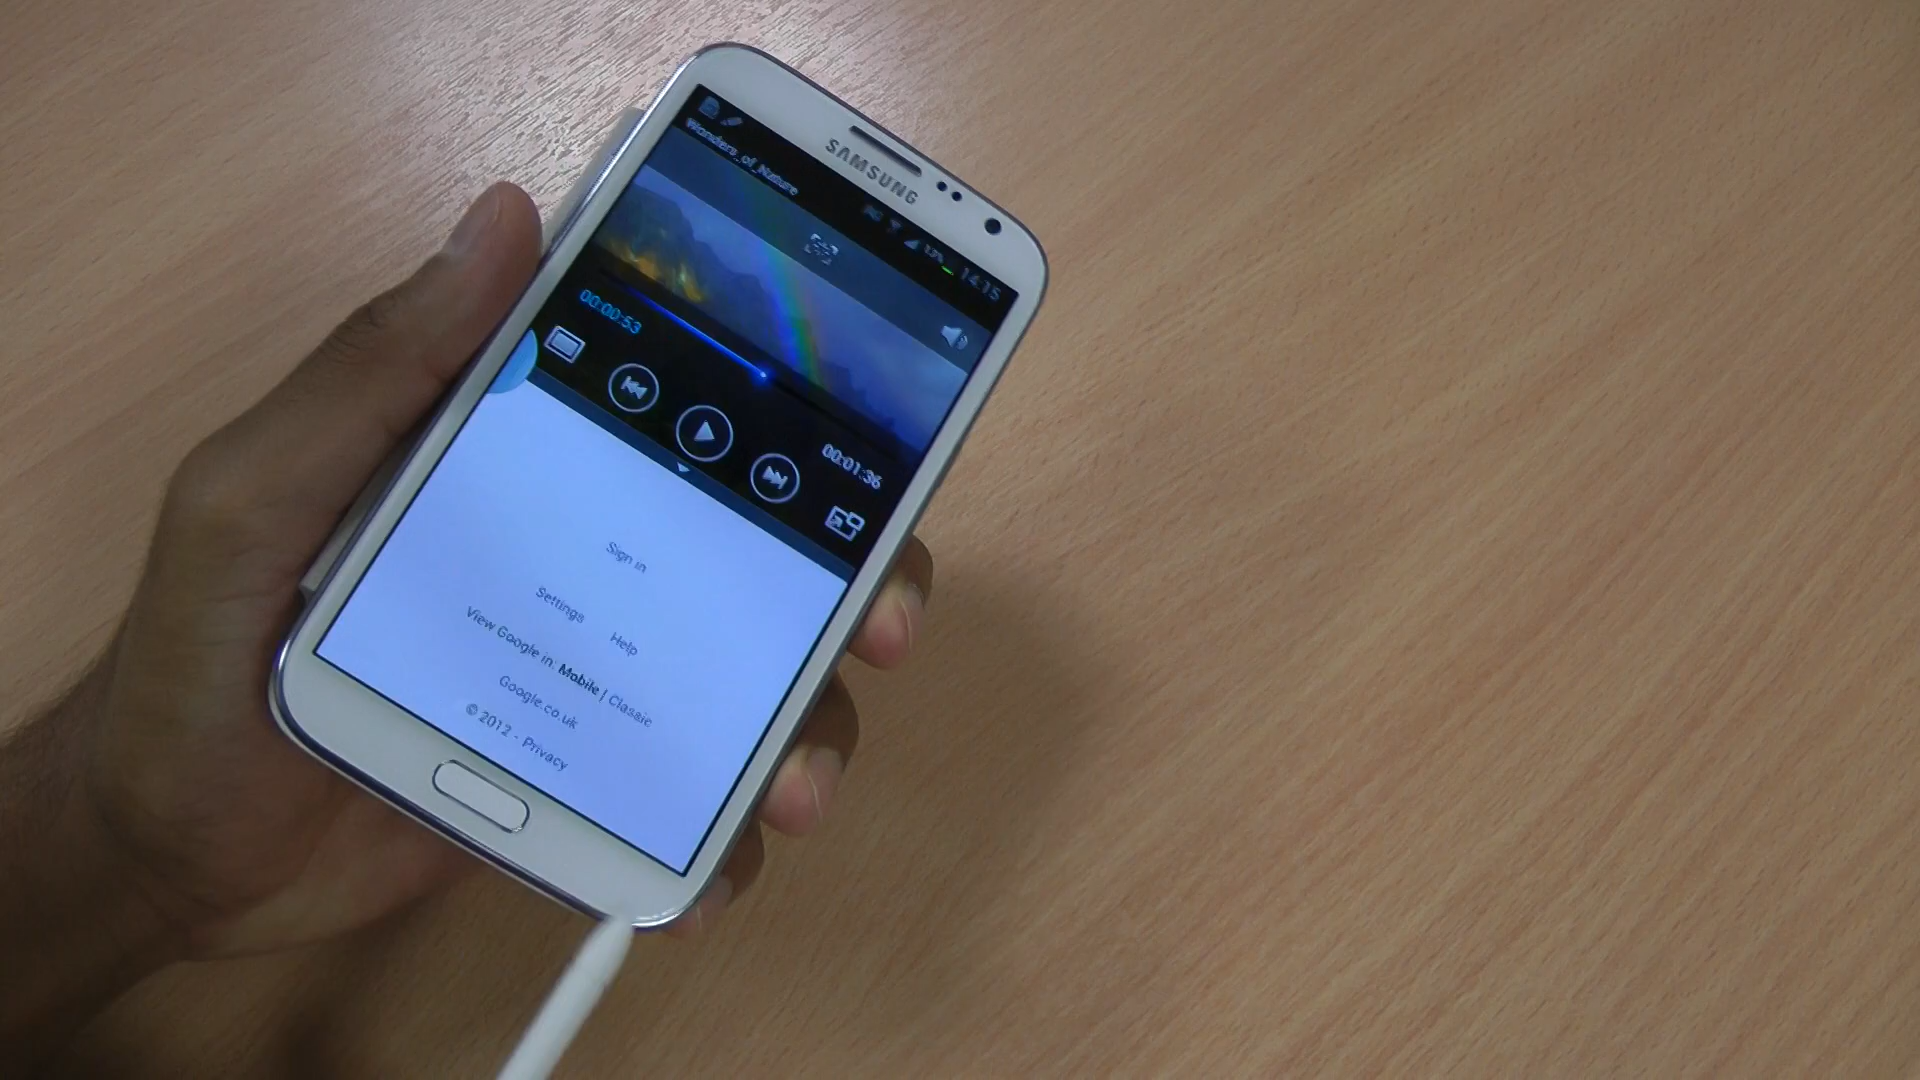 SAMSUNG
14:15
Wonders_of_Nature
00:00:53
00:01:36
Sign in
Settings Help
View Google in: Mobile | Classic
Google.co.uk
© 2012 - Privacy